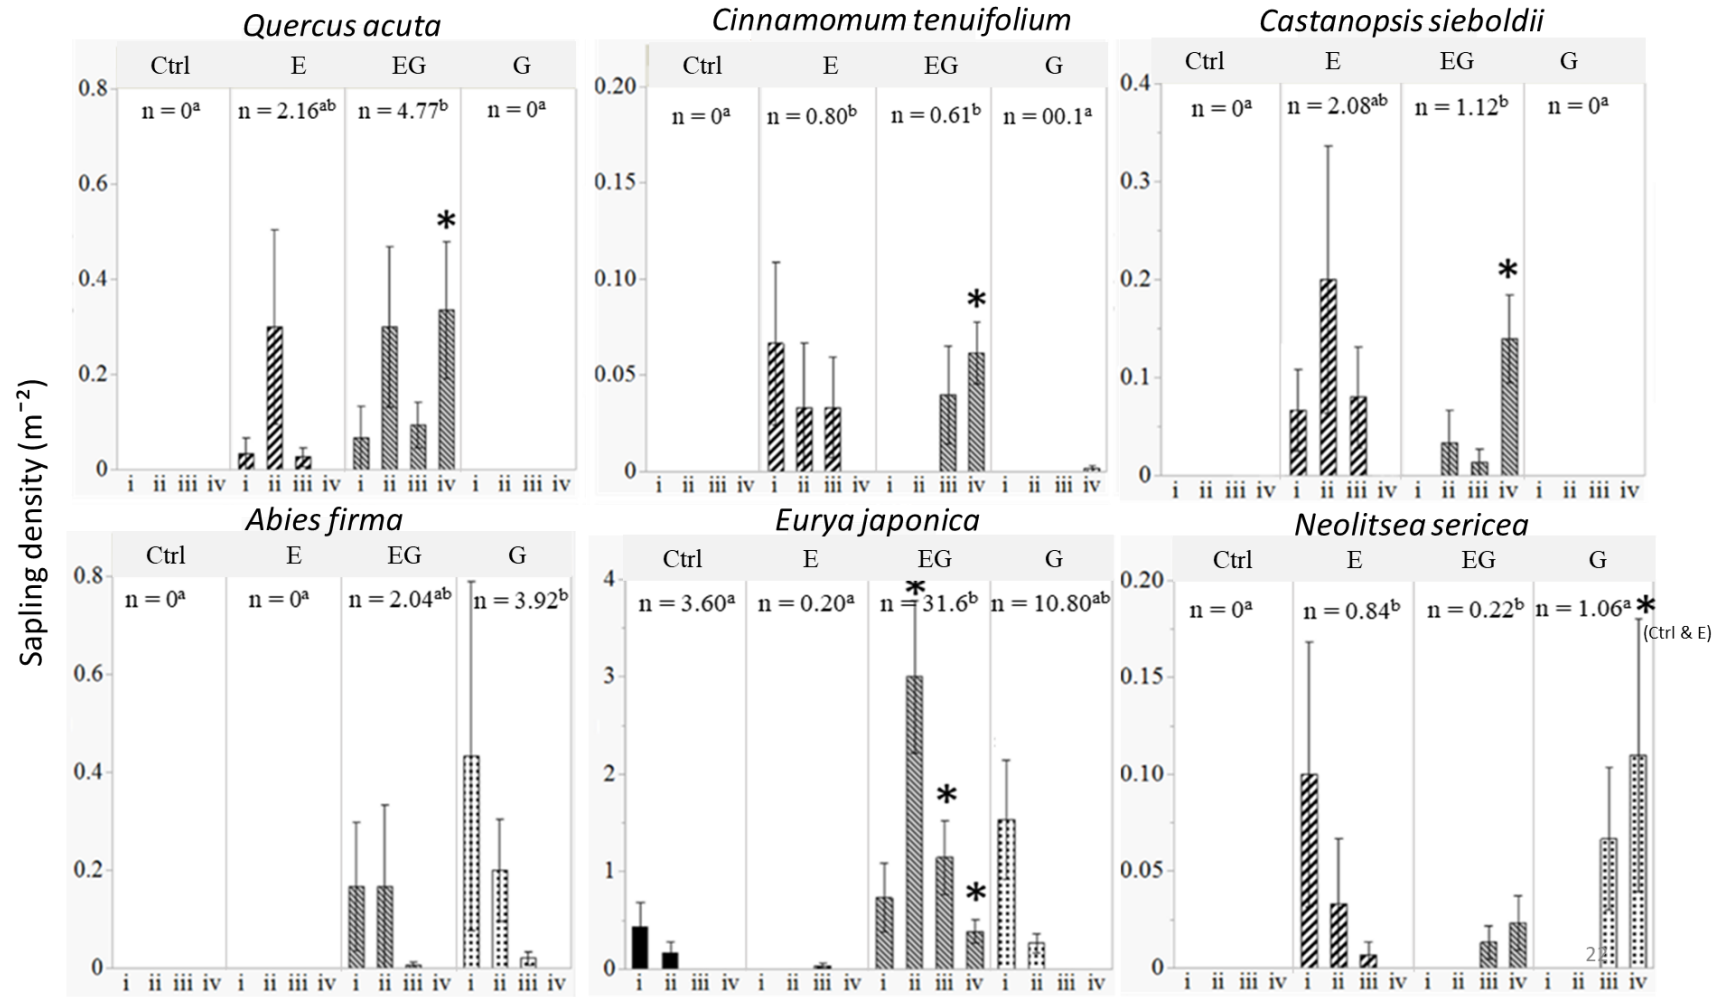 Sapling density (m⁻²)
Quercus acuta
Ctrl E EG G
n = 0ᵃ n = 2.16ᵃᵇ n = 4.77ᵇ n = 0ᵃ
*
0.8
0.6
0.4
0.2
0
i ii iii iv i ii iii iv i ii iii iv i ii iii iv
Cinnamomum tenuifolium
Ctrl E EG G
n = 0ᵃ n = 0.80ᵇ n = 0.61ᵇ n = 00.1ᵃ
*
0.20
0.15
0.10
0.05
0
i ii iii iv i ii iii iv i ii iii iv i ii iii iv
Castanopsis sieboldii
Ctrl E EG G
n = 0ᵃ n = 2.08ᵃᵇ n = 1.12ᵇ n = 0ᵃ
*
0.4
0.3
0.2
0.1
0
i ii iii iv i ii iii iv i ii iii iv i ii iii iv
Abies firma
Ctrl E EG G
n = 0ᵃ n = 0ᵃ n = 2.04ᵃᵇ n = 3.92ᵇ
0.8
0.6
0.4
0.2
0
i ii iii iv i ii iii iv i ii iii iv i ii iii iv
Eurya japonica
Ctrl E EG G
n = 3.60ᵃ n = 0.20ᵃ n = 31.6ᵇ n = 10.80ᵃᵇ
* * *
4
3
2
1
0
i ii iii iv i ii iii iv i ii iii iv i ii iii iv
Neolitsea sericea
Ctrl E EG G
n = 0ᵃ n = 0.84ᵇ n = 0.22ᵇ n = 1.06ᵃ *
(Ctrl & E)
0.20
0.15
0.10
0.05
0
i ii iii iv i ii iii iv i ii iii iv i ii iii iv